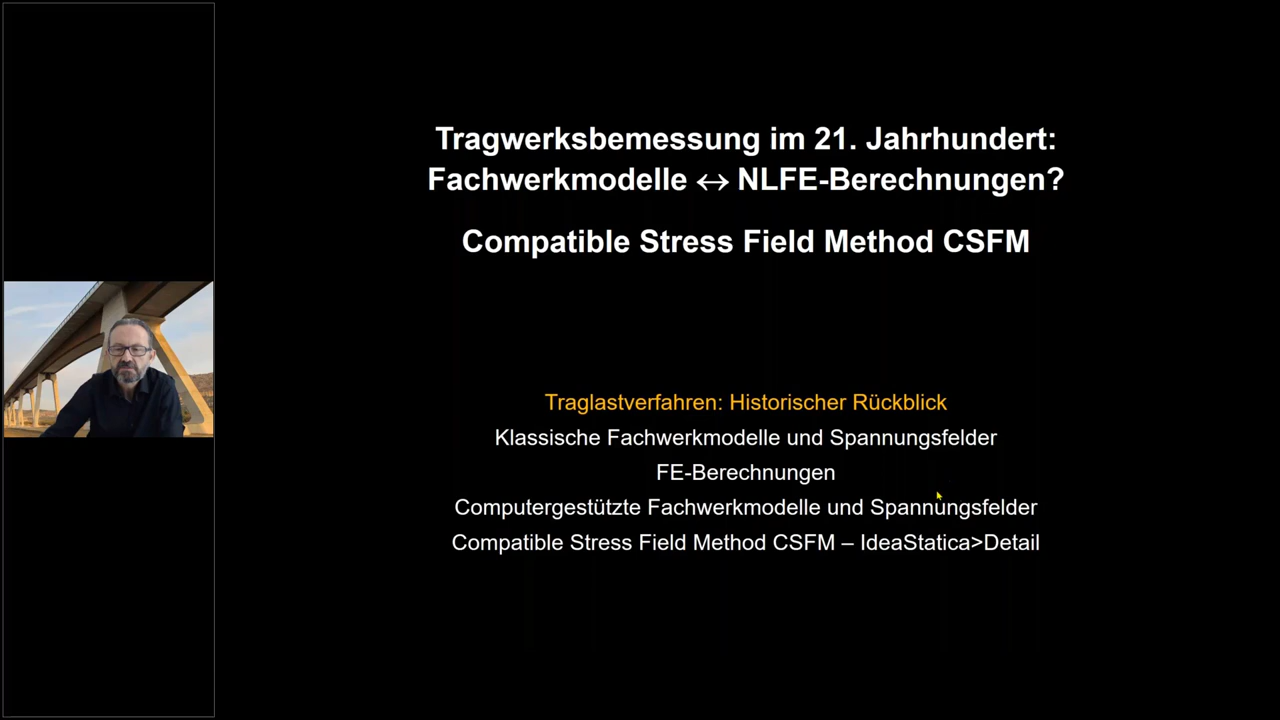 Tragwerksbemessung im 21. Jahrhundert:
Fachwerkmodelle ↔ NLFE-Berechnungen?
Compatible Stress Field Method CSFM
Traglastverfahren: Historischer Rückblick
Klassische Fachwerkmodelle und Spannungsfelder
FE-Berechnungen
Computergestützte Fachwerkmodelle und Spannungsfelder
Compatible Stress Field Method CSFM – IdeaStatica>Detail